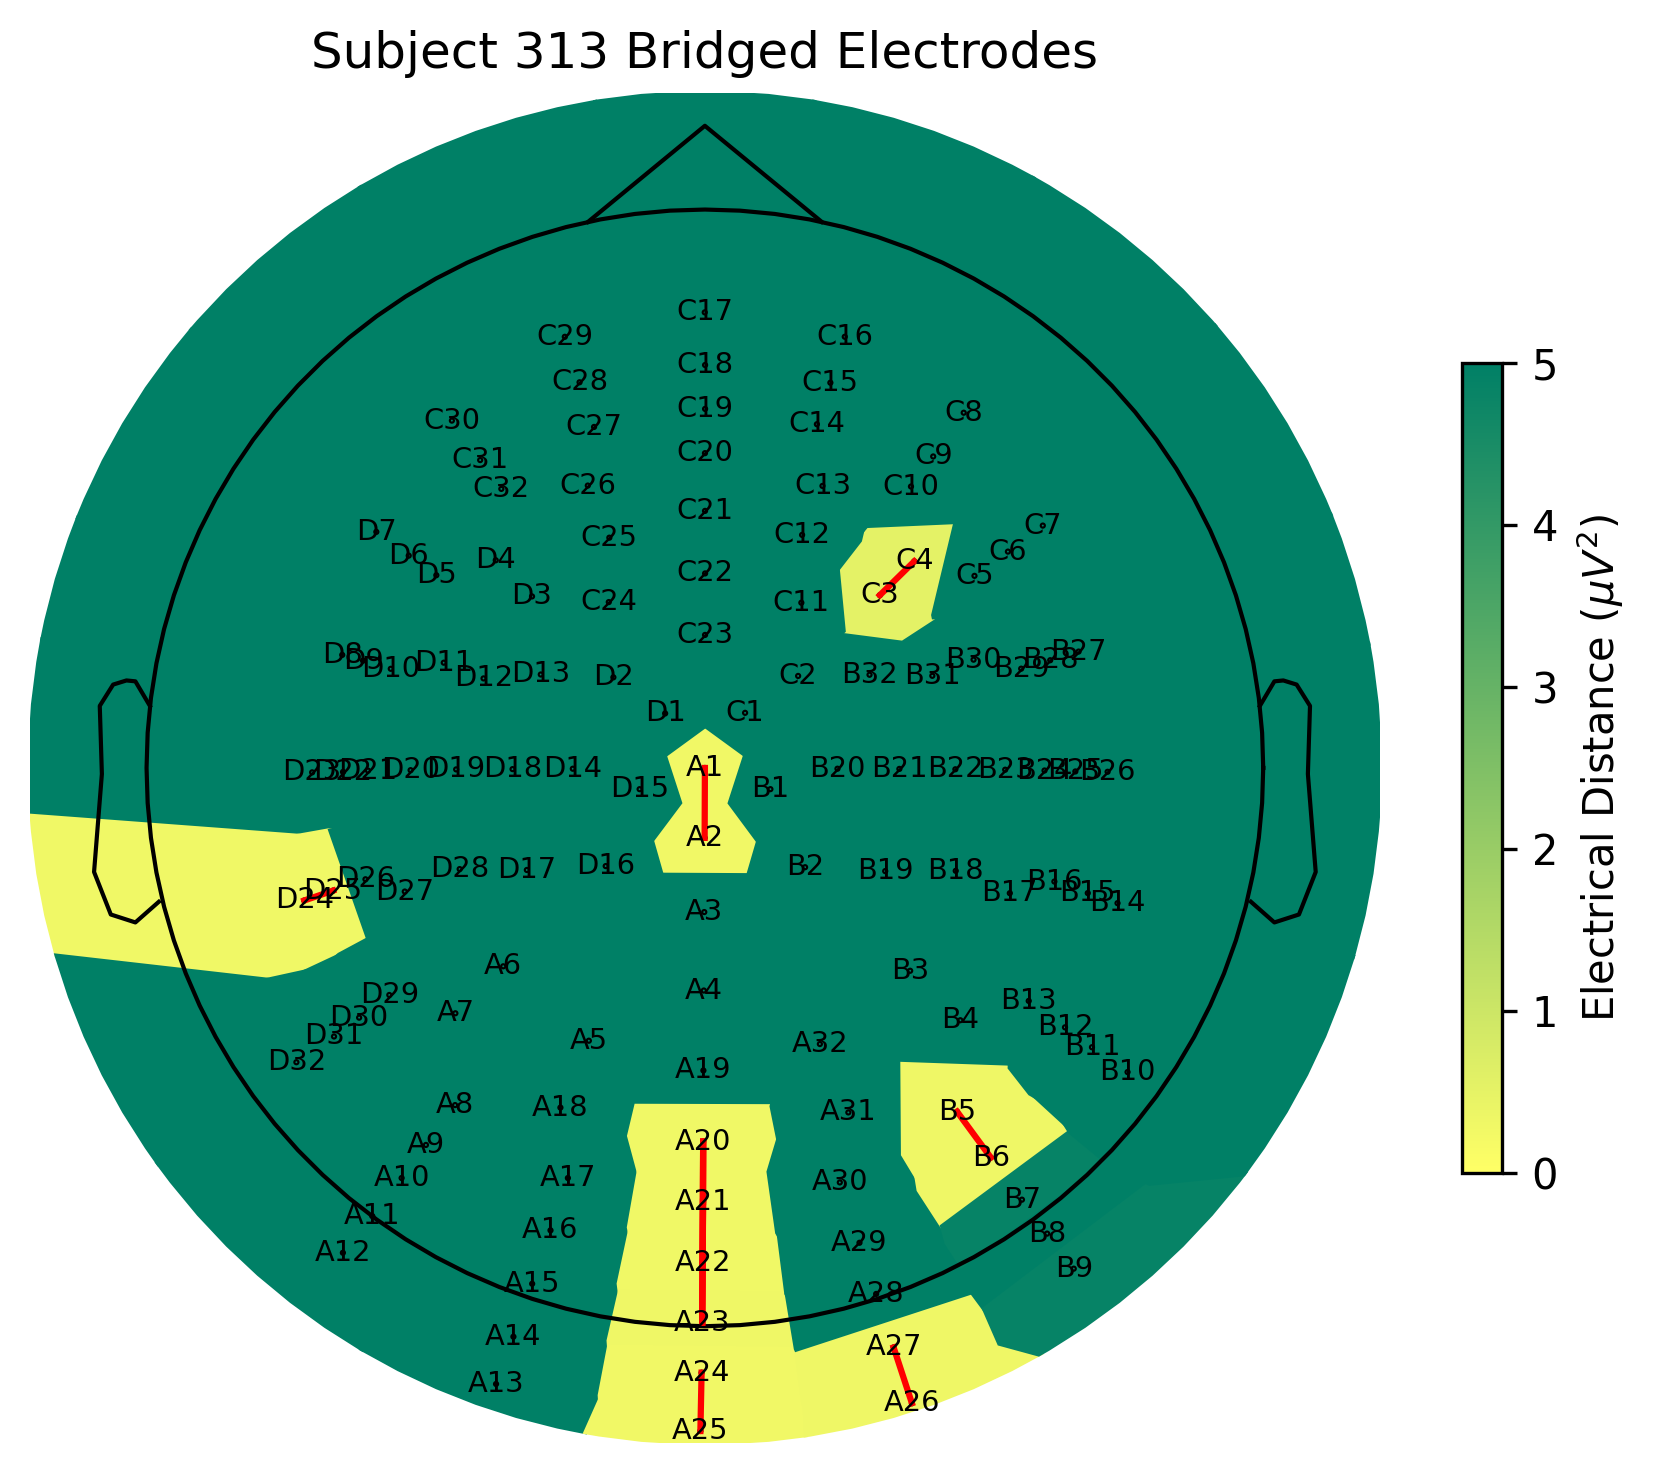 Subject 313 Bridged Electrodes
C17
C29
C16
C18
C28
C15
C19
C8
C30
C27
C14
C20
C9
C31
C32
C26
C13
C10
C21
C7
D7
C25
C12
C6
D6
D4
C4
D5
C22
C5
D3
C24
C11
C3
C23
B27
D8
D9
D10
D11
D12
D13
D2
C2
B32
B31
B30
B29
B28
D1
C1
D23
D22
D21
D20
D19
D18
D14
A1
B20
B21
B22
B23
B24
B25
B26
D15
B1
A2
D24
D25
D26
D27
D28
D17
D16
B2
B19
B18
B17
B16
B15
B14
A3
A6
B3
D29
A4
B13
D30
A7
B4
B12
D31
A5
A32
B11
D32
A19
B10
A8
A18
A31
B5
A9
A20
B6
A10
A17
A30
A21
B7
A11
A16
B8
A12
A29
A22
B9
A15
A28
A14
A23
A27
A13
A24
A26
A25
5
4
3
2
1
0
Electrical Distance (μV²)